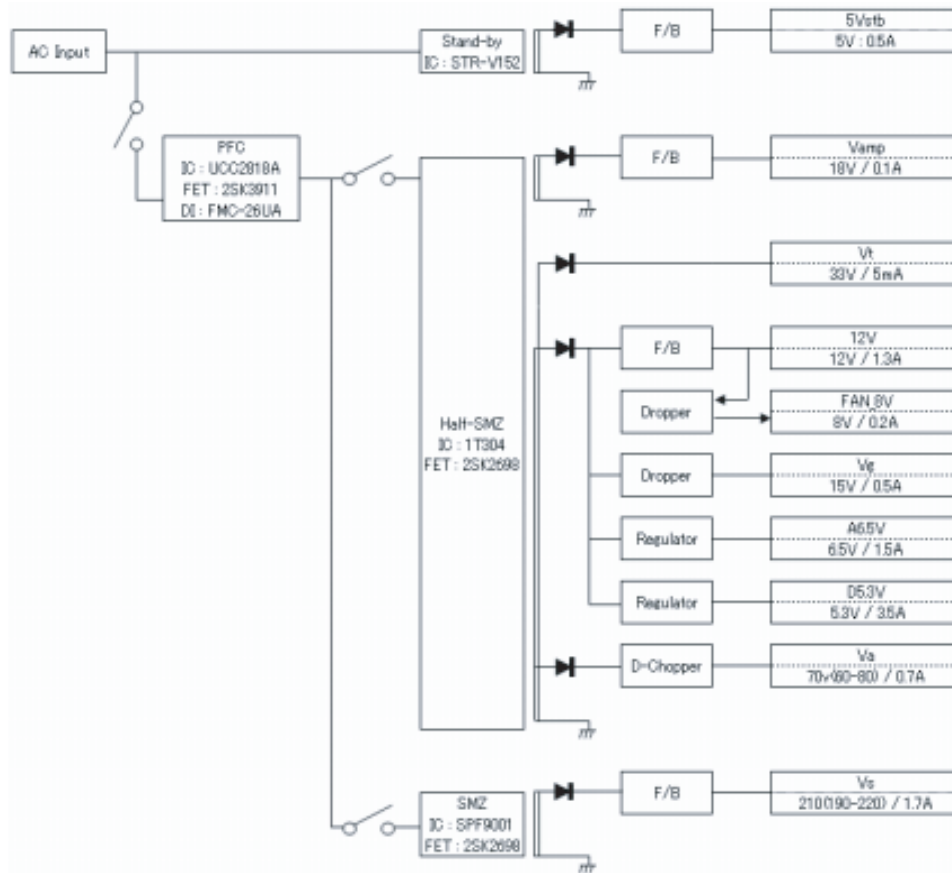 AC Input
Stand-by
IC : STR-V152
F/B
5Vstb
5V : 0.5A
PFC
IC : UCC2818A
FET : 2SK3911
DI : FMC-26UA
F/B
Vamp
18V / 0.1A
Vt
33V / 5mA
F/B
12V
12V / 1.3A
Dropper
FAN_8V
8V / 0.2A
Half-SMZ
IC : 1T304
FET : 2SK2698
Dropper
Vg
15V / 0.5A
Regulator
A6.5V
6.5V / 1.5A
Regulator
D5.3V
5.3V / 3.5A
D-Chopper
Va
70v(60-80) / 0.7A
SMZ
IC : SPF9001
FET : 2SK2698
F/B
Vs
210(190-220) / 1.7A